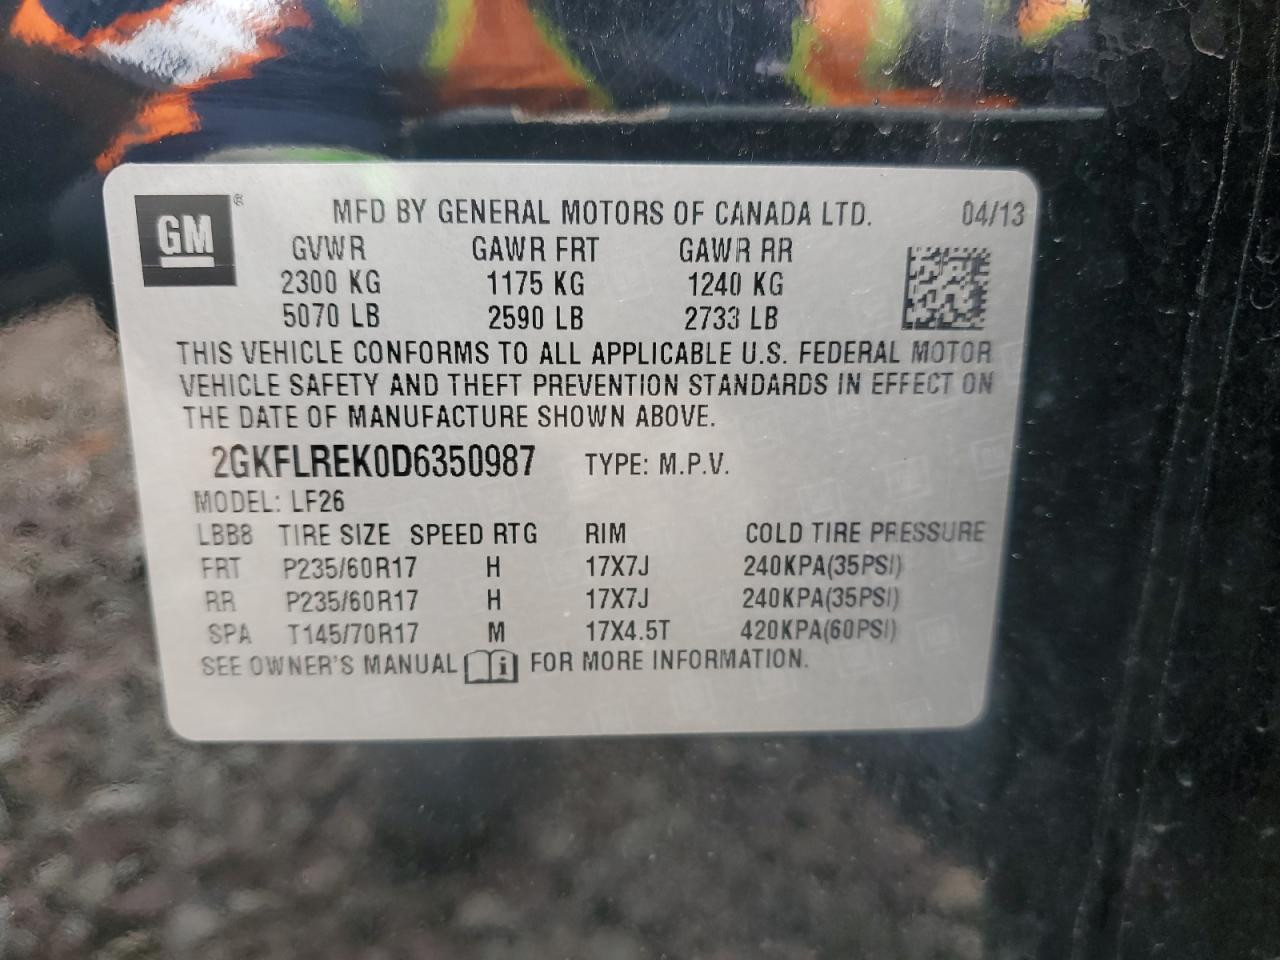 GM ® MFD BY GENERAL MOTORS OF CANADA LTD. 04/13
GVWR GAWR FRT GAWR RR
2300 KG 1175 KG 1240 KG
5070 LB 2590 LB 2733 LB
THIS VEHICLE CONFORMS TO ALL APPLICABLE U.S. FEDERAL MOTOR
VEHICLE SAFETY AND THEFT PREVENTION STANDARDS IN EFFECT ON
THE DATE OF MANUFACTURE SHOWN ABOVE.
2GKFLREK0D6350987 TYPE: M.P.V.
MODEL: LF26
LBB8 TIRE SIZE SPEED RTG RIM COLD TIRE PRESSURE
FRT P235/60R17 H 17X7J 240KPA(35PSI)
RR P235/60R17 H 17X7J 240KPA(35PSI)
SPA T145/70R17 M 17X4.5T 420KPA(60PSI)
SEE OWNER'S MANUAL i FOR MORE INFORMATION.